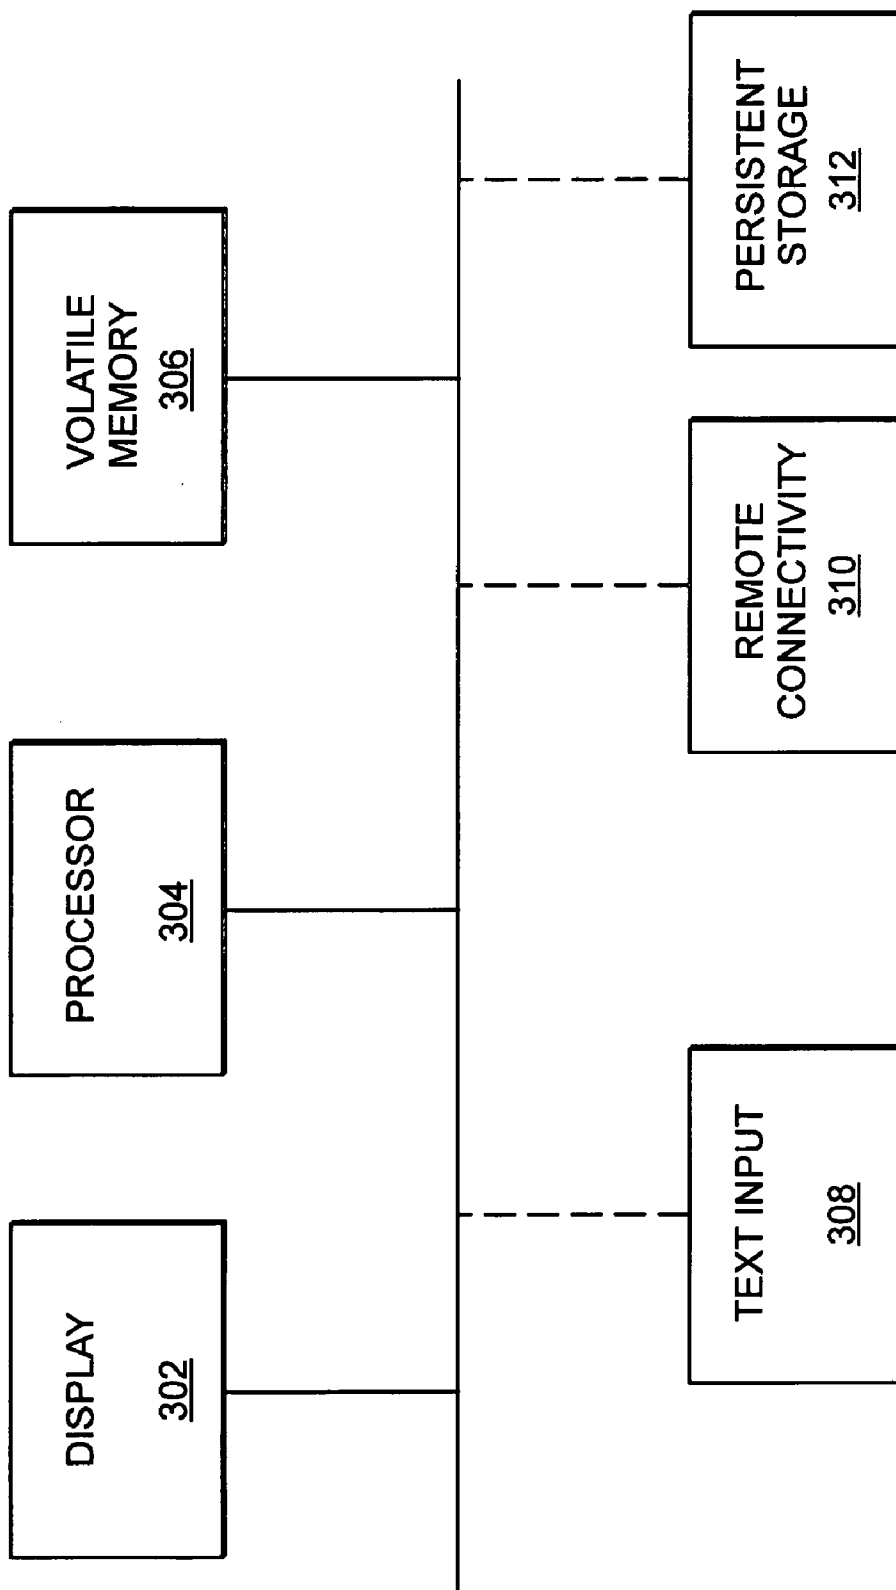 DISPLAY
302
PROCESSOR
304
VOLATILE
MEMORY
306
TEXT INPUT
308
REMOTE
CONNECTIVITY
310
PERSISTENT
STORAGE
312